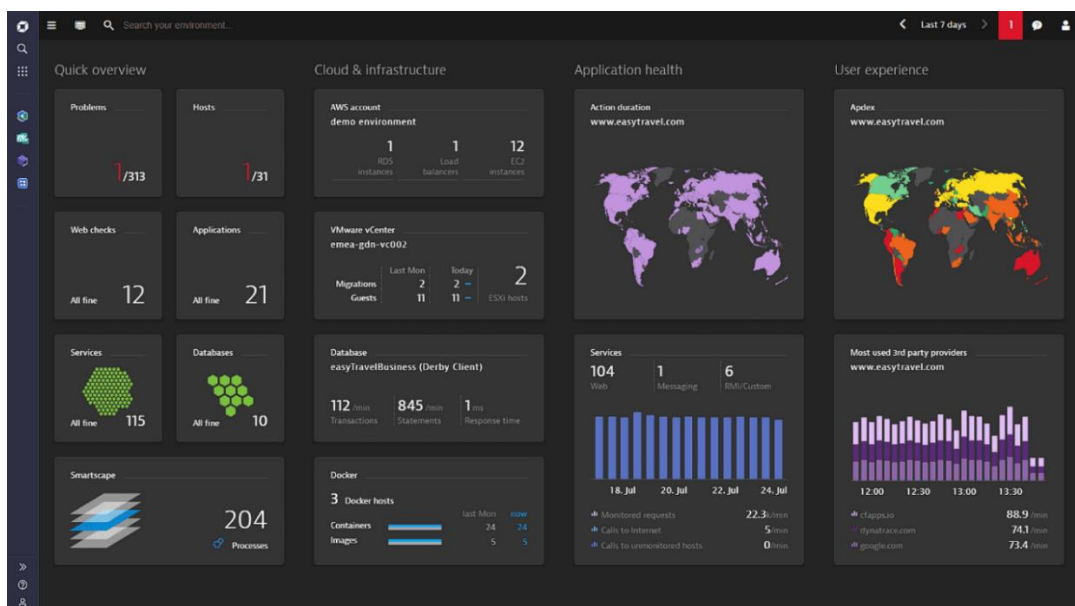 Search your environment...
Last 7 days
1
Quick overview
Cloud & infrastructure
Application health
User experience
Problems
1/313
Hosts
1/31
AWS account
demo environment
1 1 12
RDS instances
Load balancers
EC2 instances
Action duration
www.easytravel.com
Apdex
www.easytravel.com
Web checks
All fine 12
Applications
All fine 21
VMware vCenter
emea-gdn-vc002
Last Mon Today
Migrations 2 2 –
Guests 11 11 –
2
ESXi hosts
Services
All fine 115
Databases
All fine 10
Database
easyTravelBusiness (Derby Client)
112 /min 845 /min 1 ms
Transactions Statements Response time
Services
104 1 6
Web Messaging RMI/Custom
18. Jul 20. Jul 22. Jul 24. Jul
Monitored requests 22.3k/min
Calls to Internet 5/min
Calls to unmonitored hosts 0/min
Most used 3rd party providers
www.easytravel.com
12:00 12:30 13:00 13:30
cfapps.io 88.9 /min
dynatrace.com 74.1 /min
google.com 73.4 /min
Smartscape
204
Processes
Docker
3 Docker hosts
last Mon now
Containers 24 24
Images 5 5